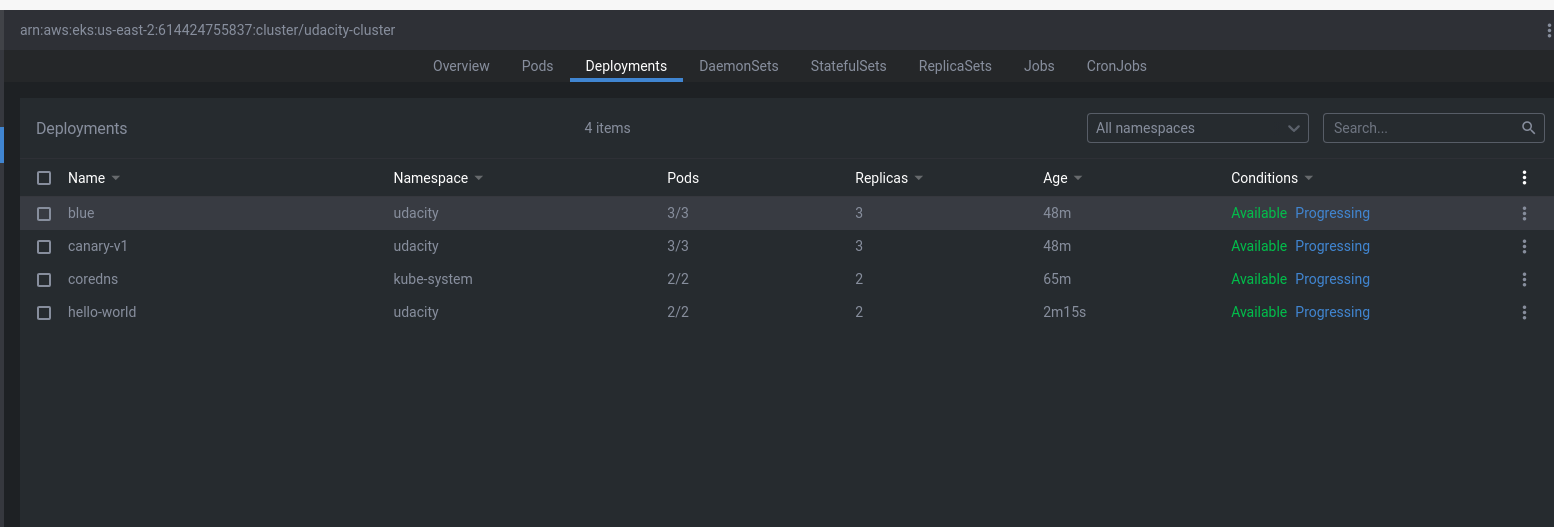 arn:aws:eks:us-east-2:614424755837:cluster/udacity-cluster
Overview Pods Deployments DaemonSets StatefulSets ReplicaSets Jobs CronJobs
Deployments 4 items All namespaces Search...
Name Namespace Pods Replicas Age Conditions
blue udacity 3/3 3 48m Available Progressing
canary-v1 udacity 3/3 3 48m Available Progressing
coredns kube-system 2/2 2 65m Available Progressing
hello-world udacity 2/2 2 2m15s Available Progressing